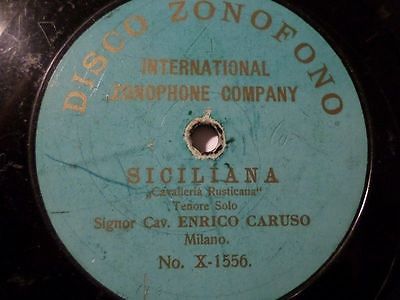 DISCO ZONOFONO
INTERNATIONAL
ZONOPHONE COMPANY
SICILIANA
„Cavalleria Rusticana“
Tenore Solo
Signor Cav. ENRICO CARUSO
Milano.
No. X-1556.